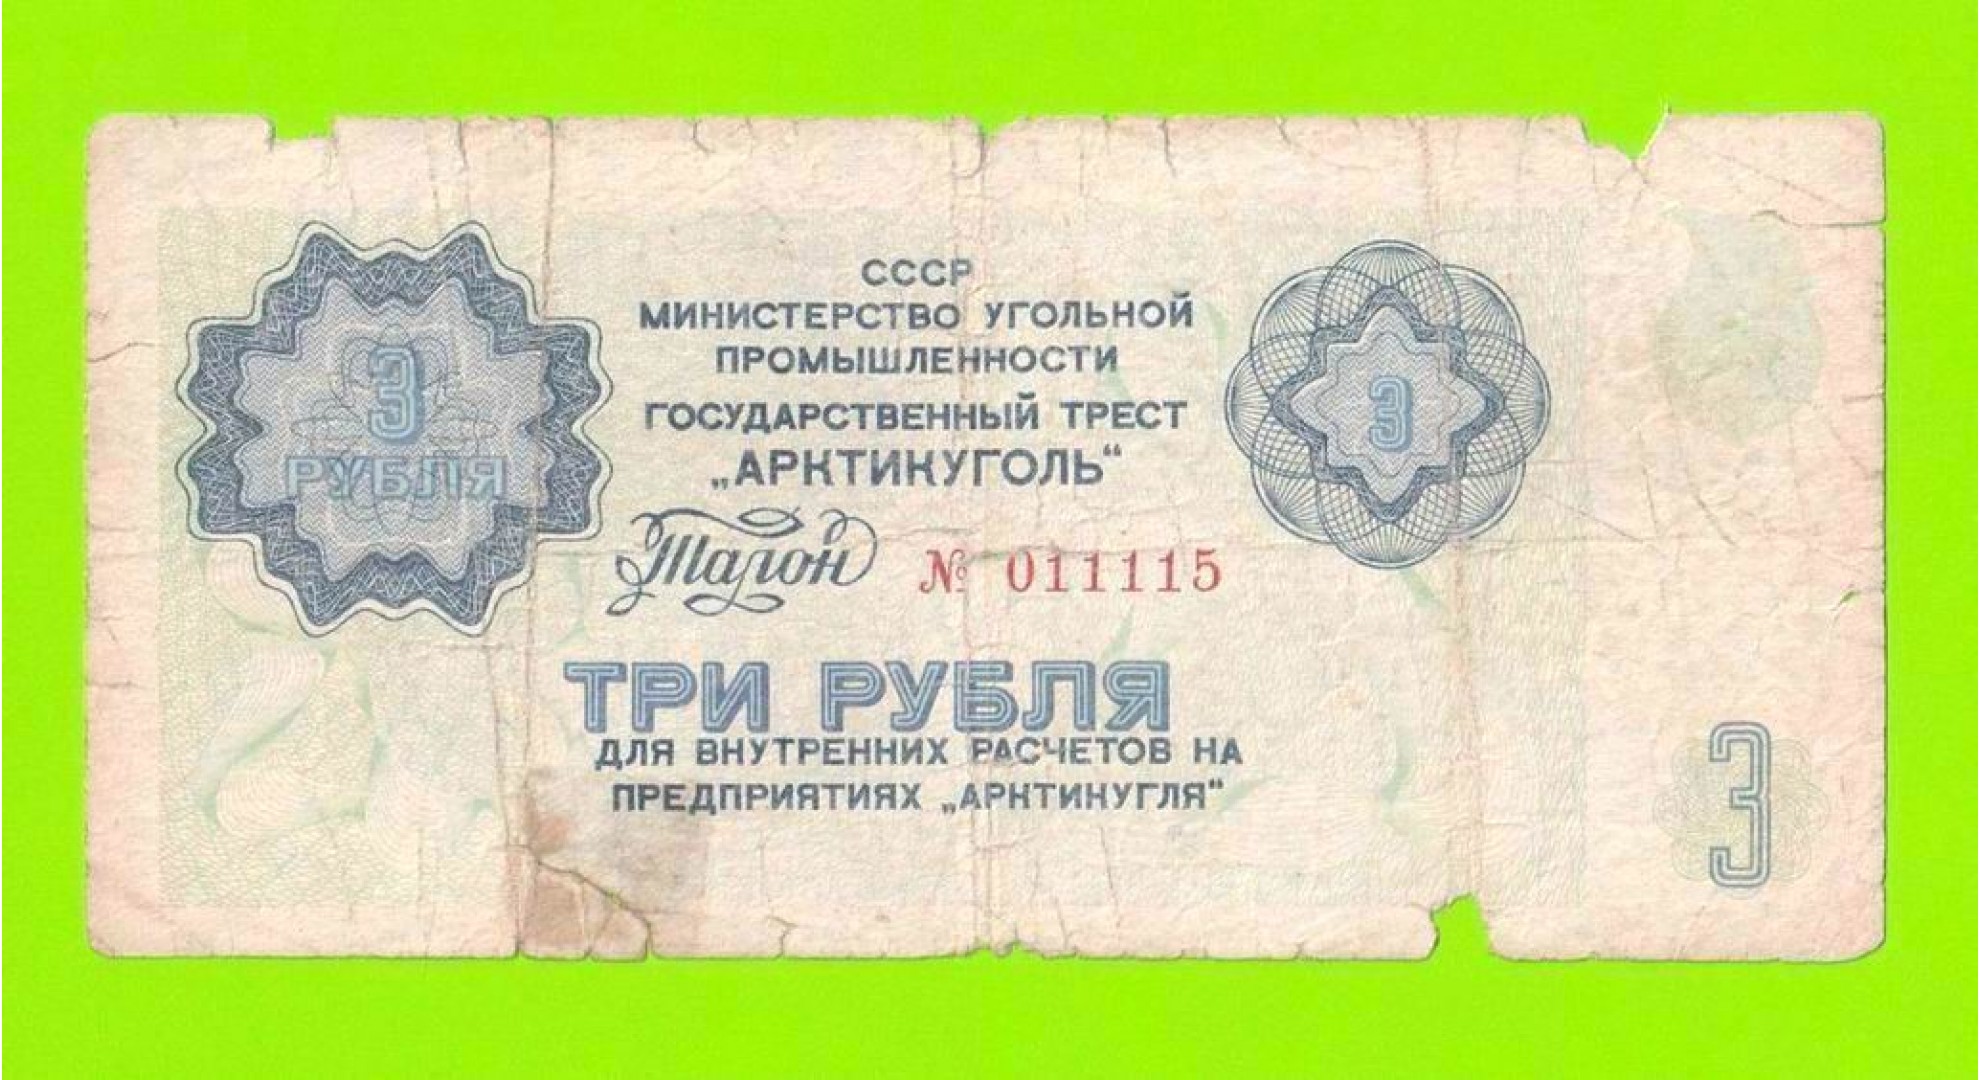 3
РУБЛЯ
СССР
МИНИСТЕРСТВО УГОЛЬНОЙ
ПРОМЫШЛЕННОСТИ
ГОСУДАРСТВЕННЫЙ ТРЕСТ
„АРКТИКУГОЛЬ“
Талон № 011115
3
ТРИ РУБЛЯ
ДЛЯ ВНУТРЕННИХ РАСЧЕТОВ НА
ПРЕДПРИЯТИЯХ „АРКТИКУГЛЯ“
3